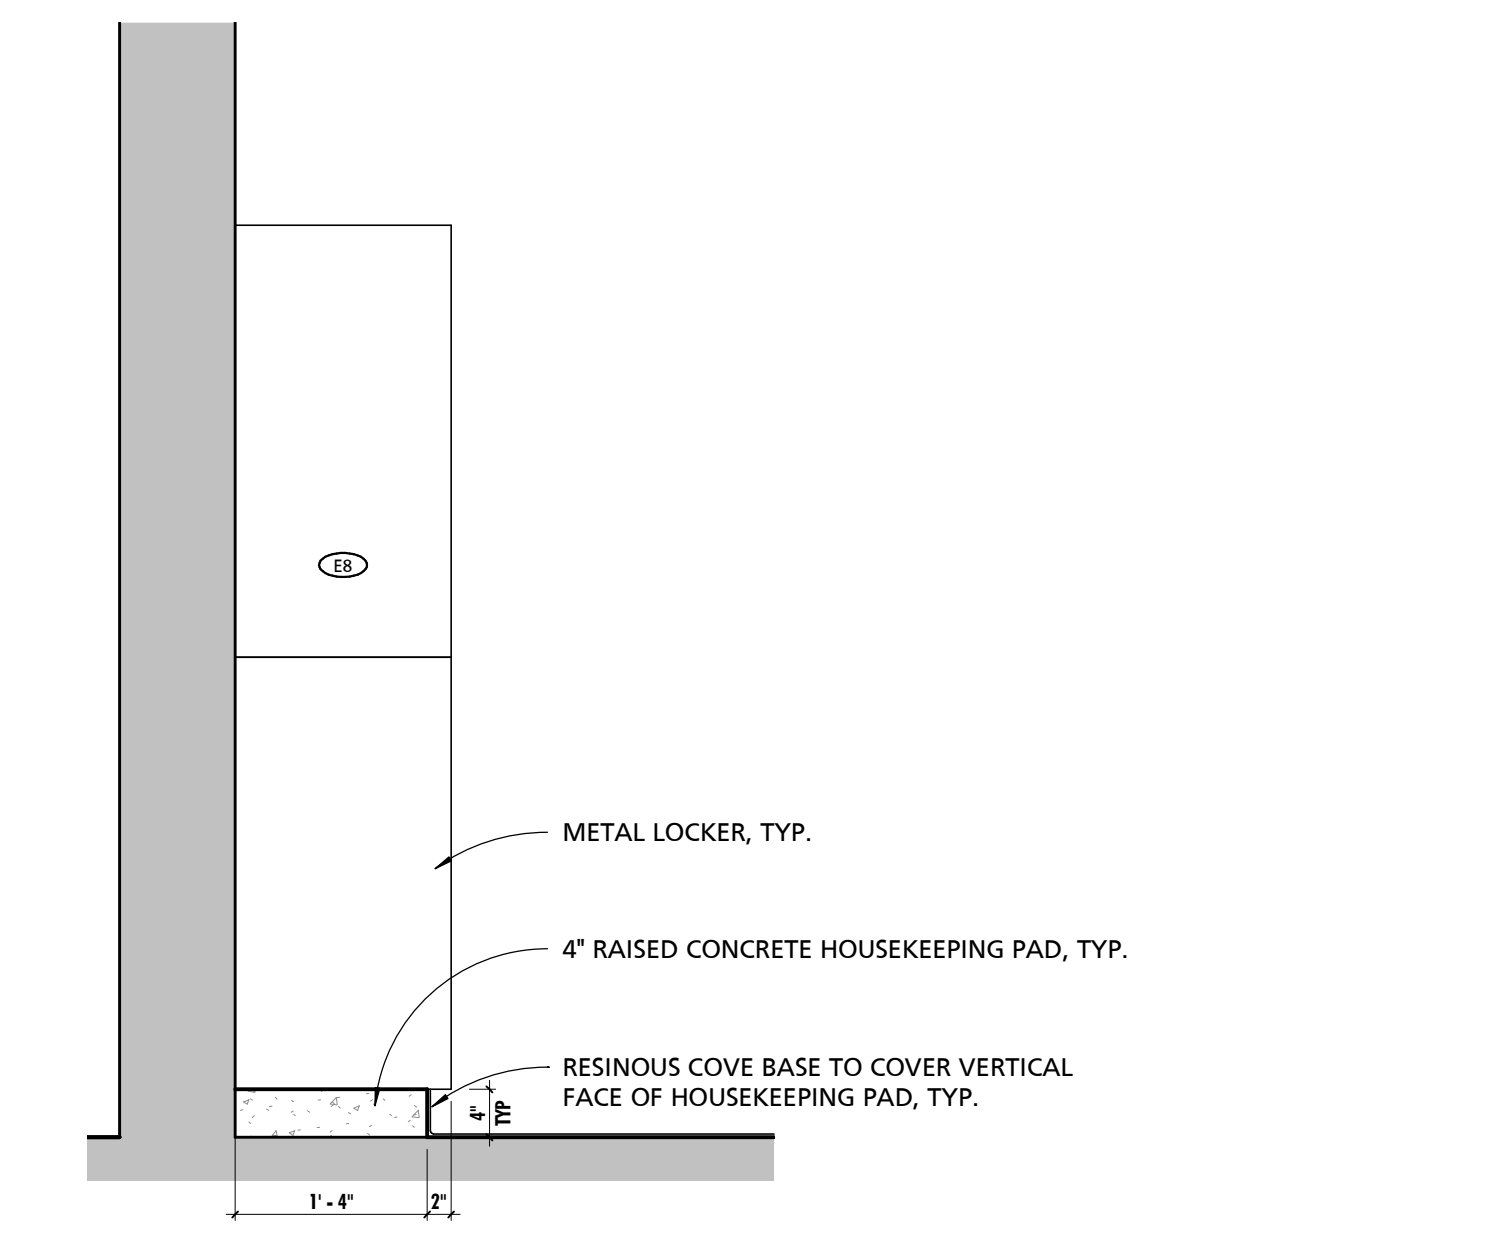 E8
METAL LOCKER, TYP.
4" RAISED CONCRETE HOUSEKEEPING PAD, TYP.
RESINOUS COVE BASE TO COVER VERTICAL
FACE OF HOUSEKEEPING PAD, TYP.
4"
TYP
1' - 4"
2"